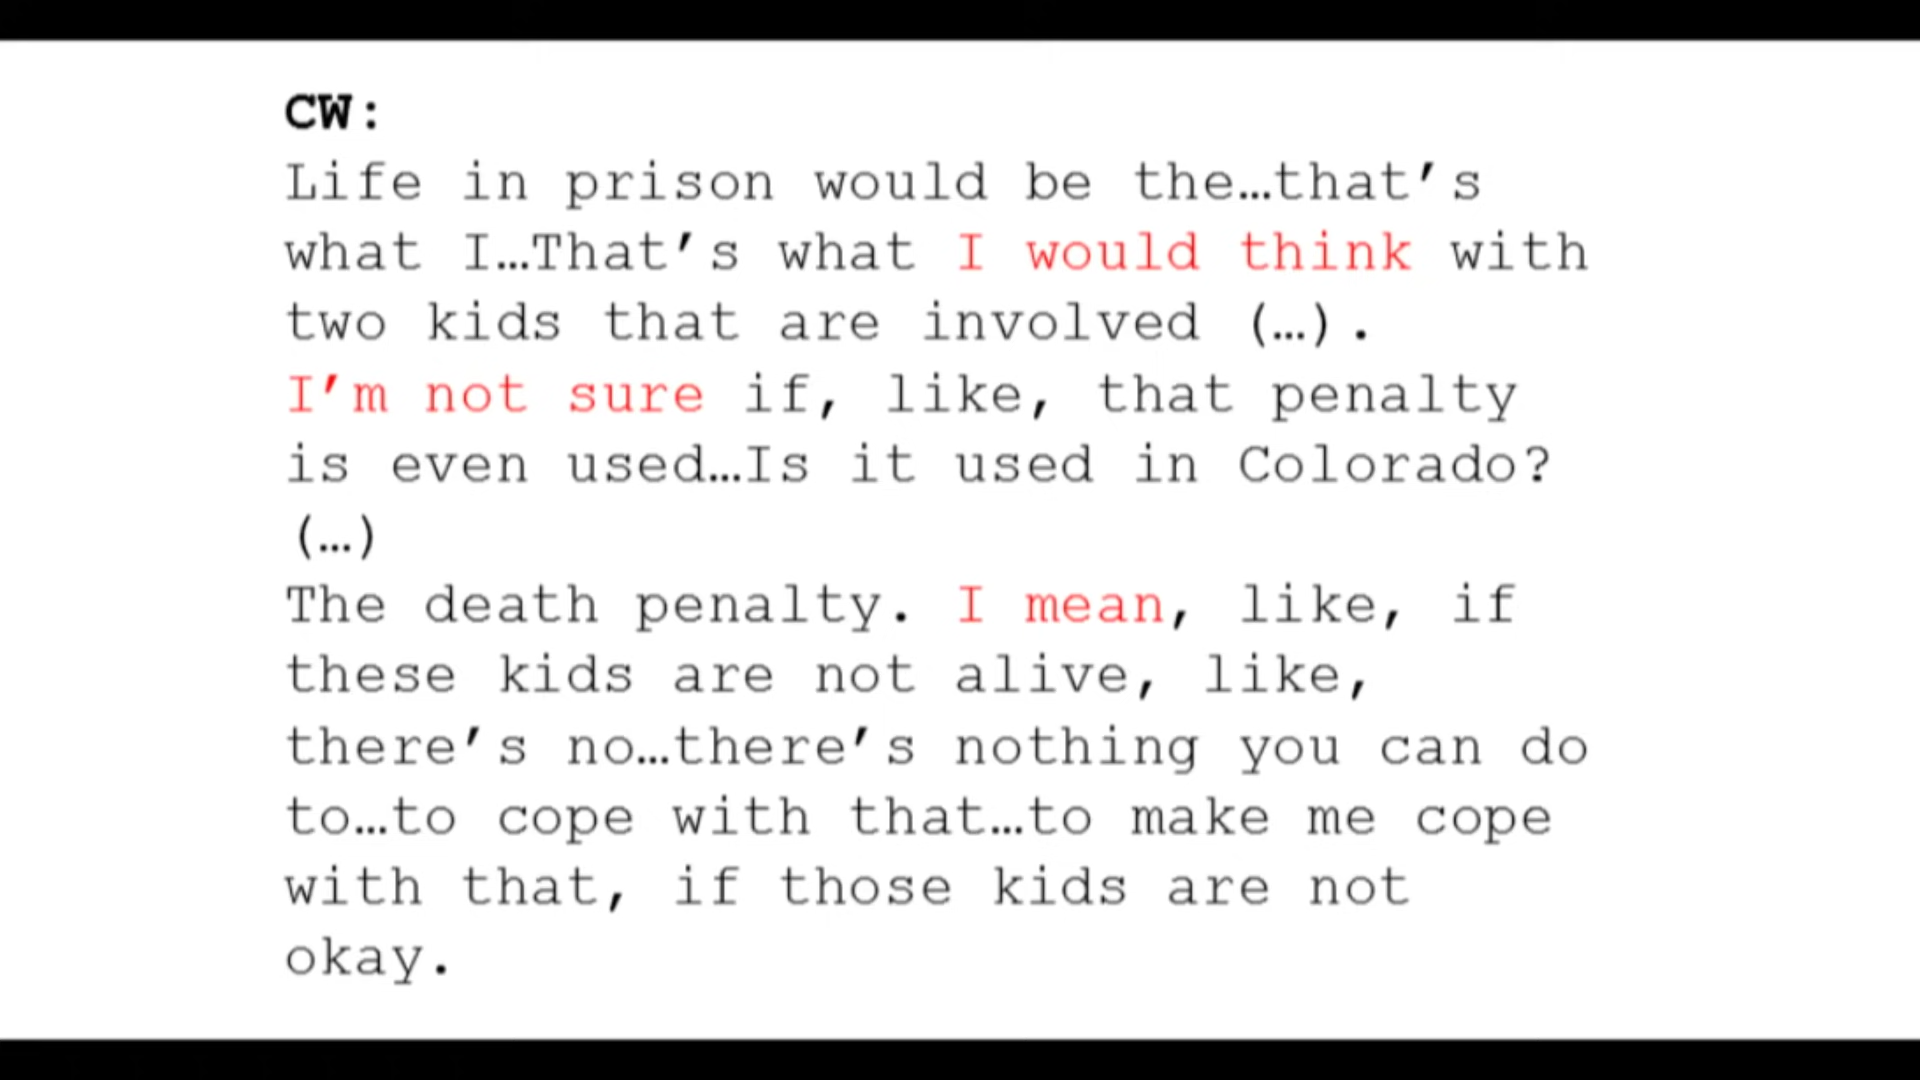 CW:
Life in prison would be the…that’s
what I…That’s what I would think with
two kids that are involved (…).
I’m not sure if, like, that penalty
is even used…Is it used in Colorado?
(…)
The death penalty. I mean, like, if
these kids are not alive, like,
there’s no…there’s nothing you can do
to…to cope with that…to make me cope
with that, if those kids are not
okay.